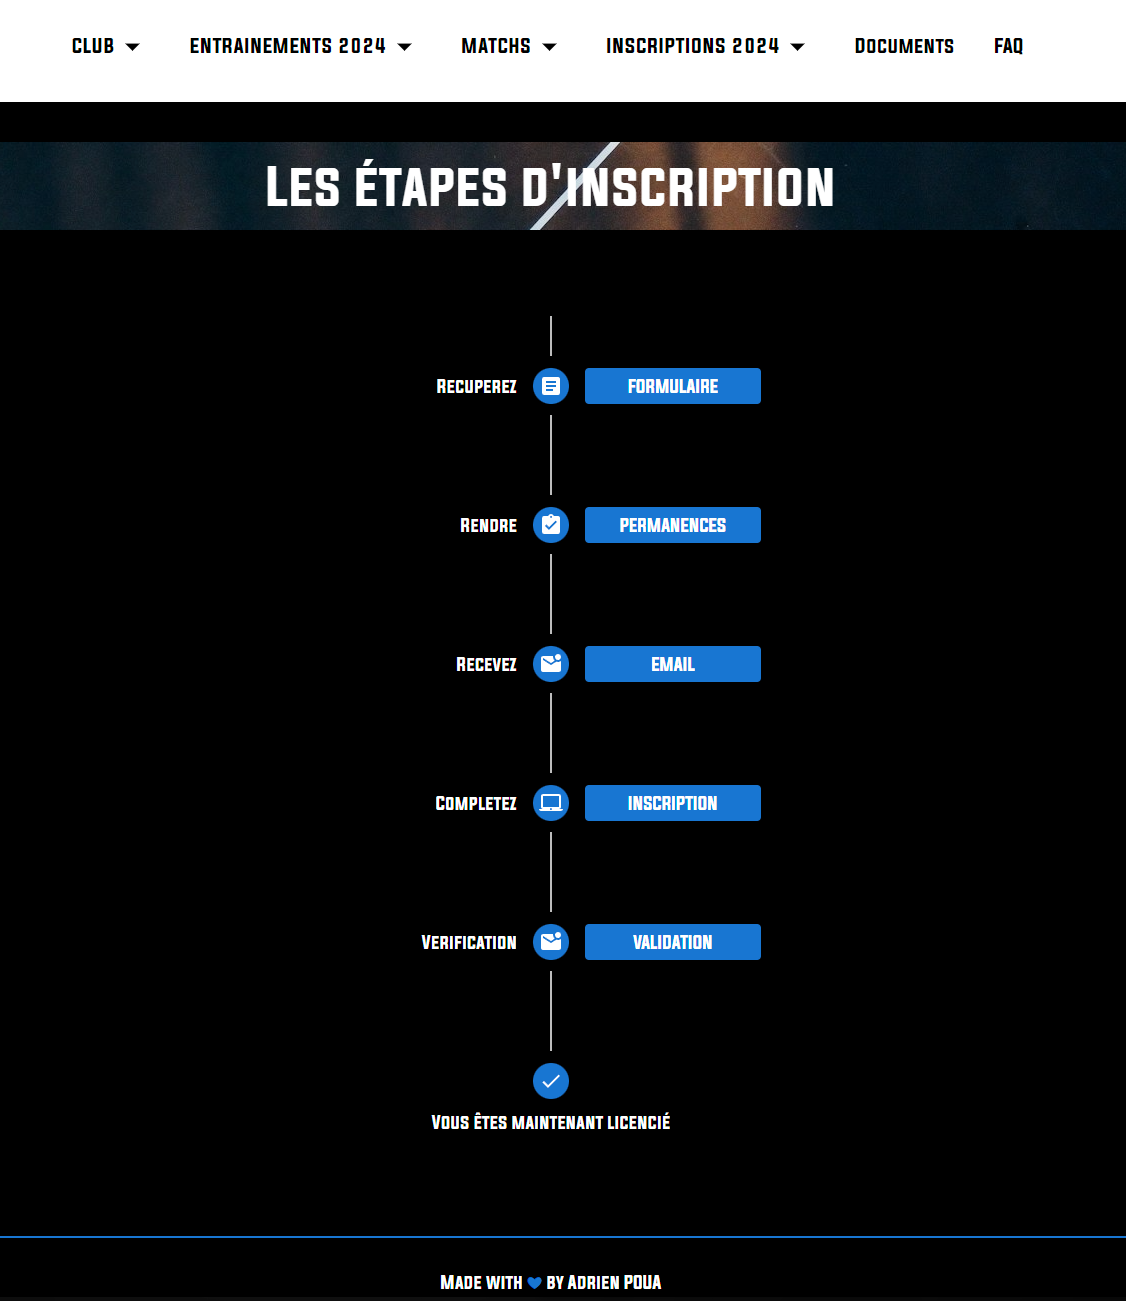 CLUB ENTRAINEMENTS 2024 MATCHS INSCRIPTIONS 2024 DOCUMENTS FAQ
LES ÉTAPES D'INSCRIPTION
RECUPEREZ FORMULAIRE
RENDRE PERMANENCES
RECEVEZ EMAIL
COMPLETEZ INSCRIPTION
VERIFICATION VALIDATION
VOUS ÊTES MAINTENANT LICENCIÉ
MADE WITH BY ADRIEN POUA